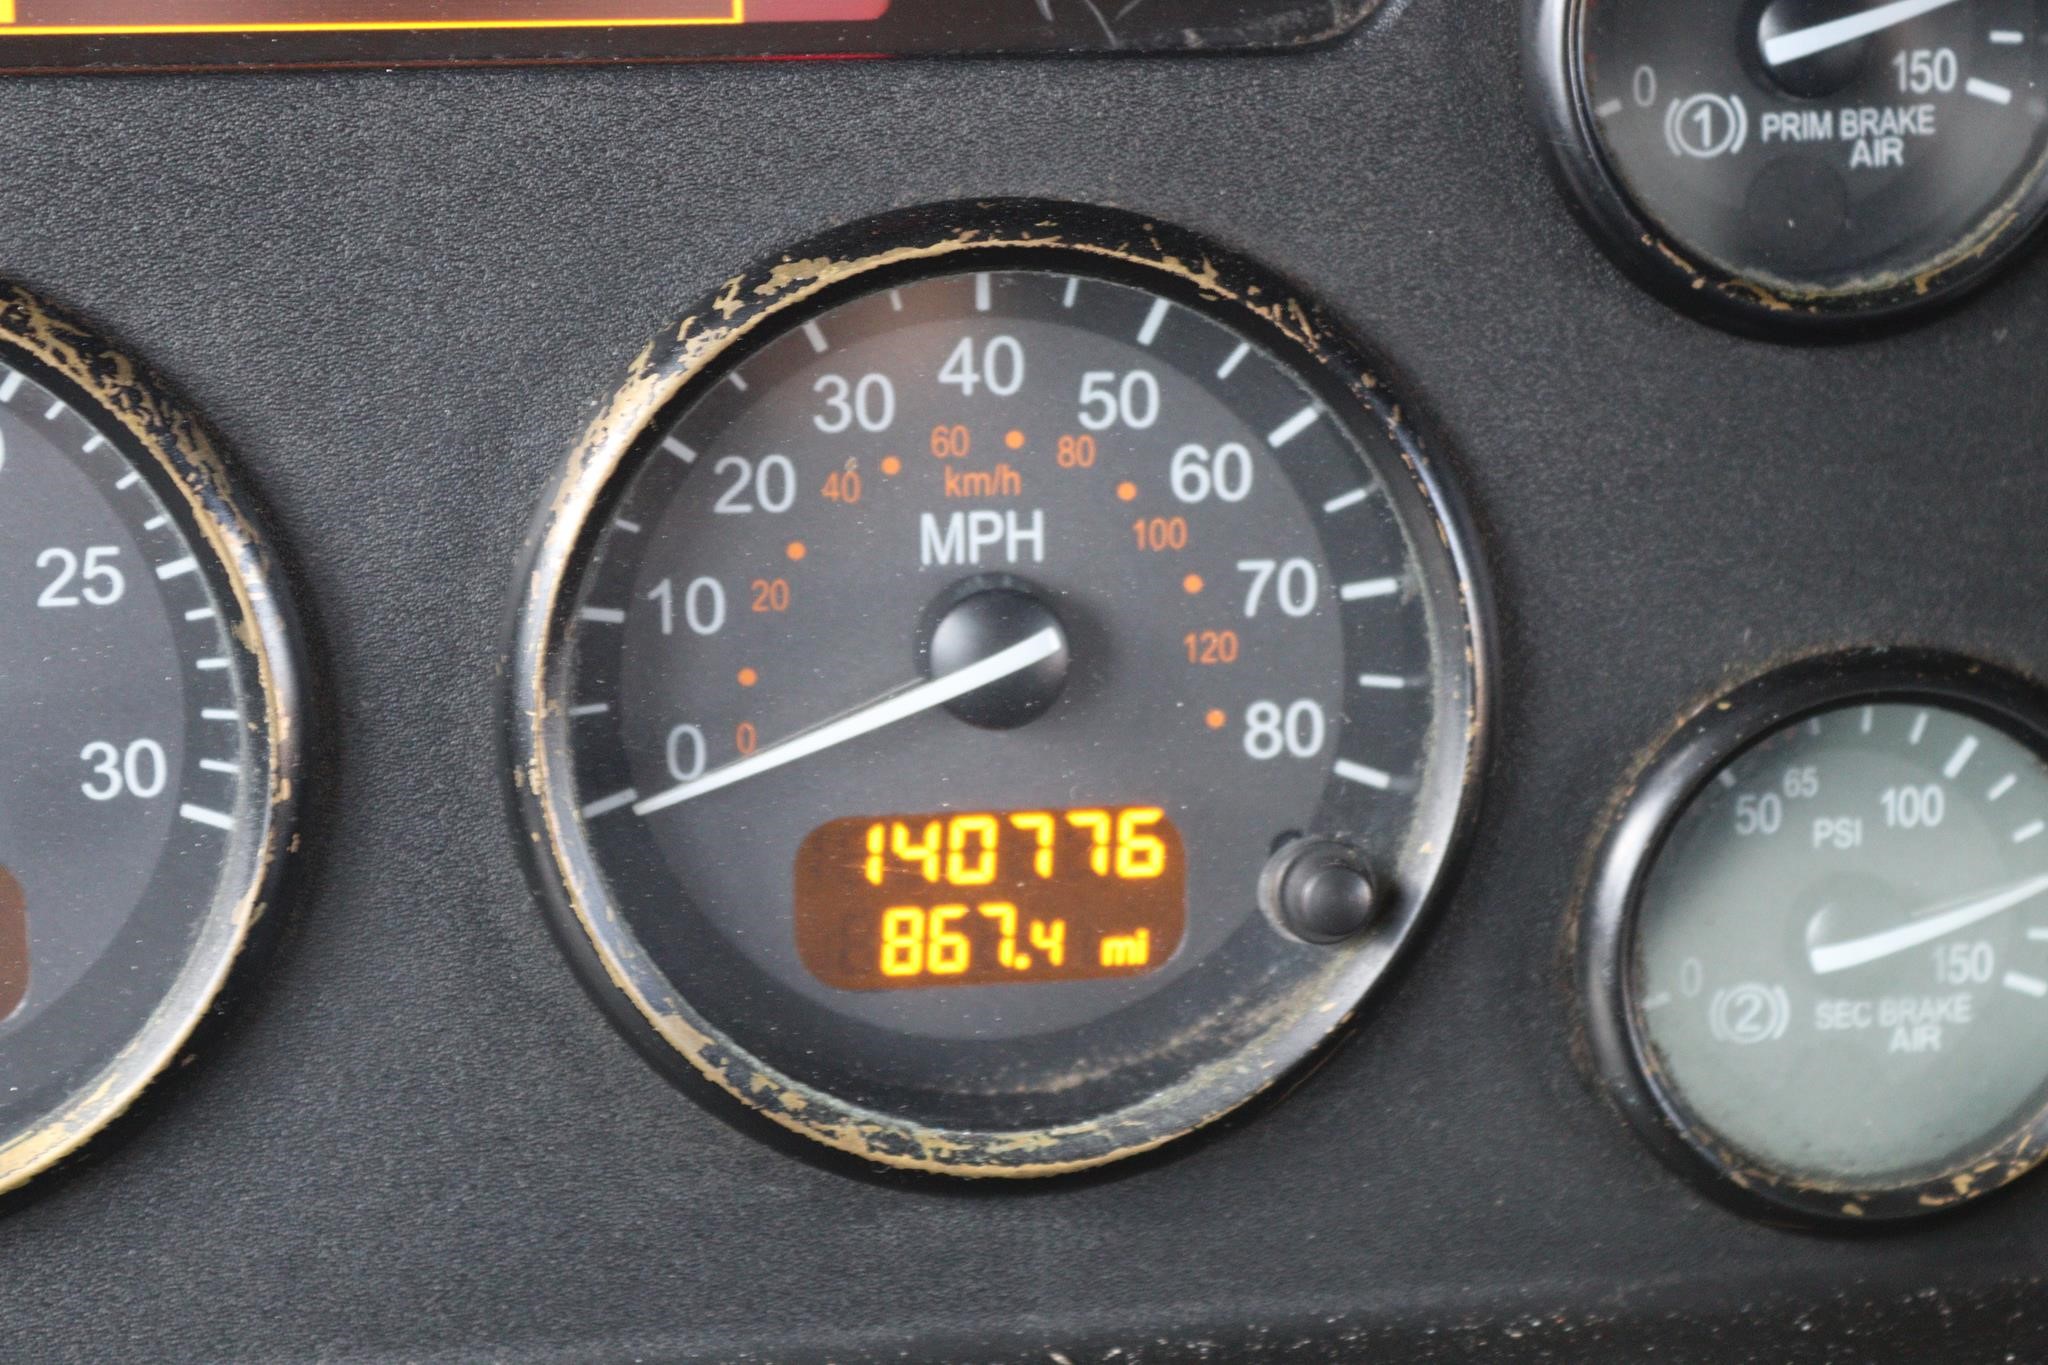 0 150
(1) PRIM BRAKE
AIR
25
30
0 10 20 30 40 50 60 70 80
0 20 40 60 80 100 120
km/h
MPH
140776
867.4 mi
0 50 65 100 150
PSI
(2) SEC BRAKE
AIR